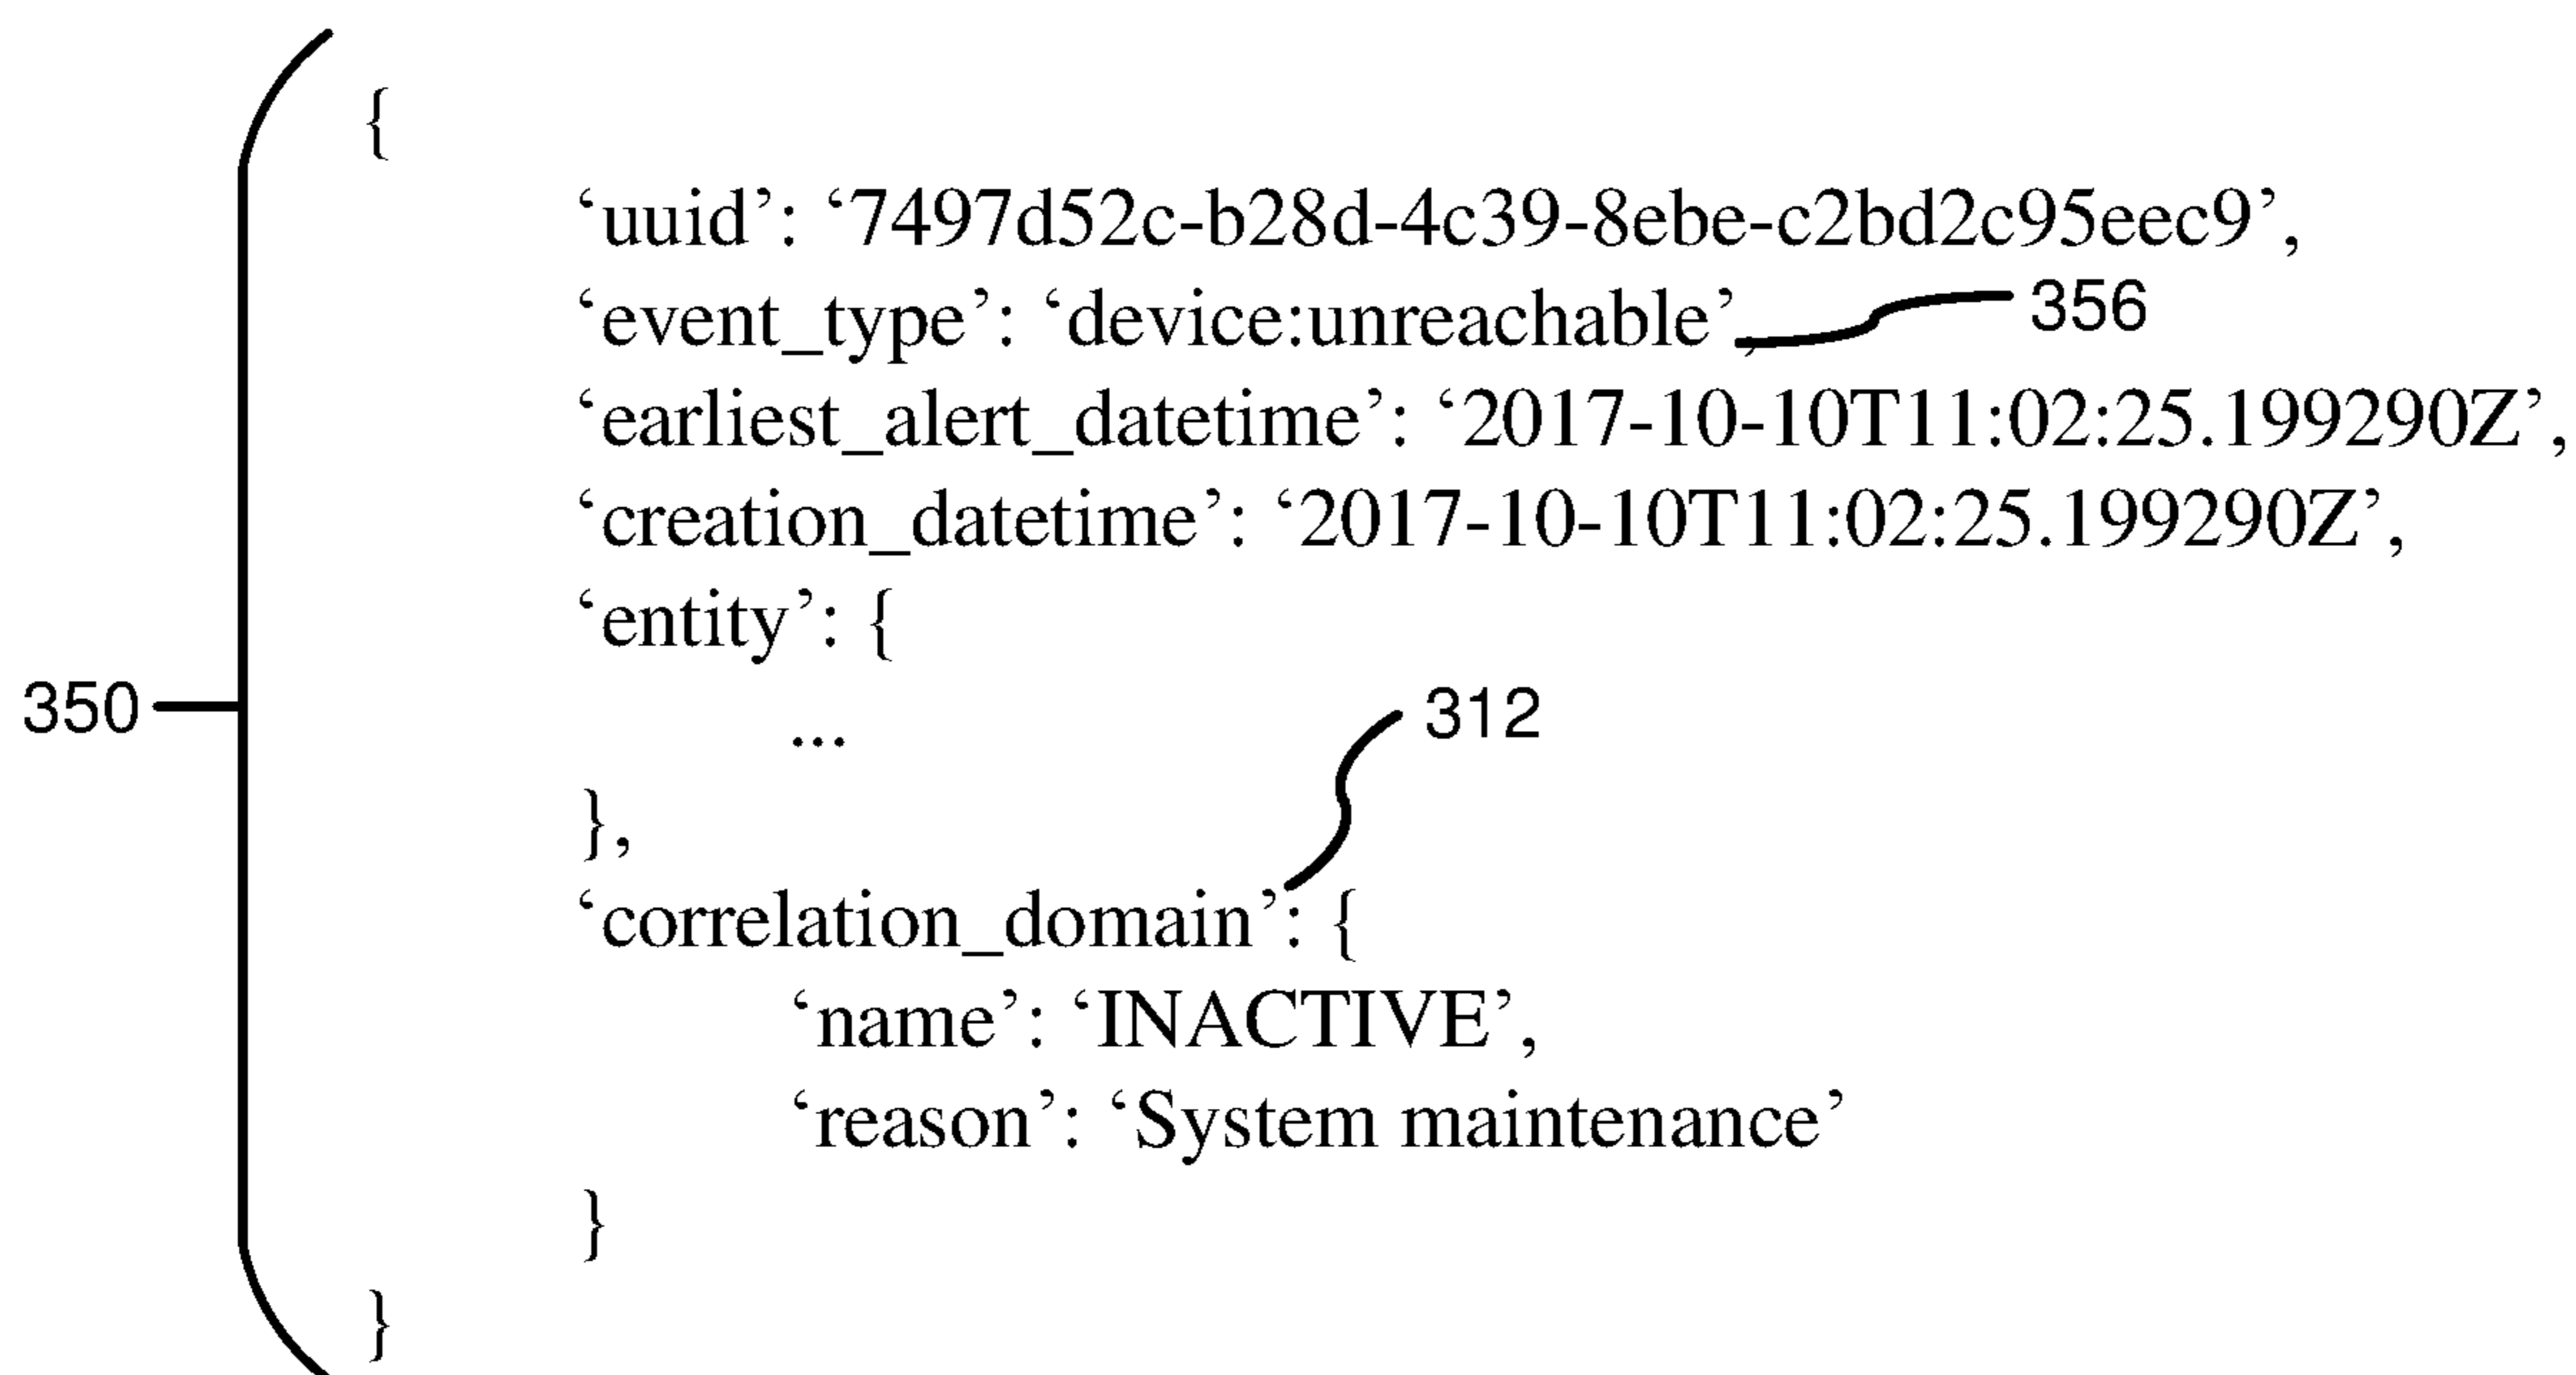 {
‘uuid’: ‘7497d52c-b28d-4c39-8ebe-c2bd2c95eec9’,
‘event_type’: ‘device:unreachable’, 356
‘earliest_alert_datetime’: ‘2017-10-10T11:02:25.199290Z’,
‘creation_datetime’: ‘2017-10-10T11:02:25.199290Z’,
‘entity’: {
350 ... 312
},
‘correlation_domain’: {
‘name’: ‘INACTIVE’,
‘reason’: ‘System maintenance’
}
}